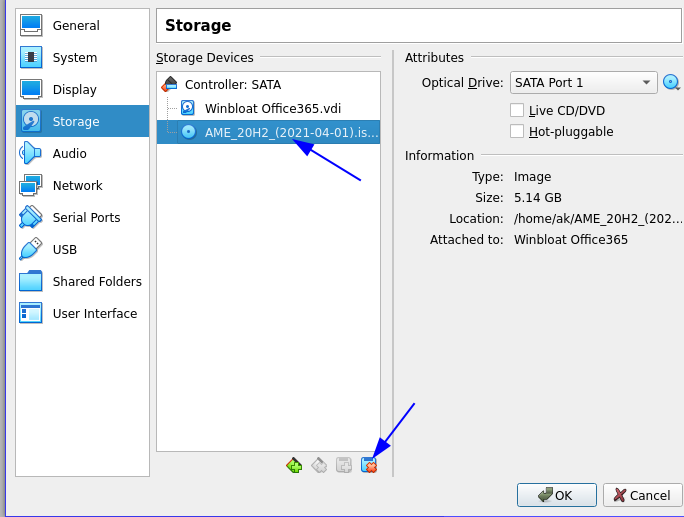 General
System
Display
Storage
Audio
Network
Serial Ports
USB
Shared Folders
User Interface
Storage
Storage Devices
Controller: SATA
Winbloat Office365.vdi
AME_20H2_(2021-04-01).is...
Attributes
Optical Drive: SATA Port 1
Live CD/DVD
Hot-pluggable
Information
Type: Image
Size: 5.14 GB
Location: /home/ak/AME_20H2_(202...
Attached to: Winbloat Office365
OK
Cancel